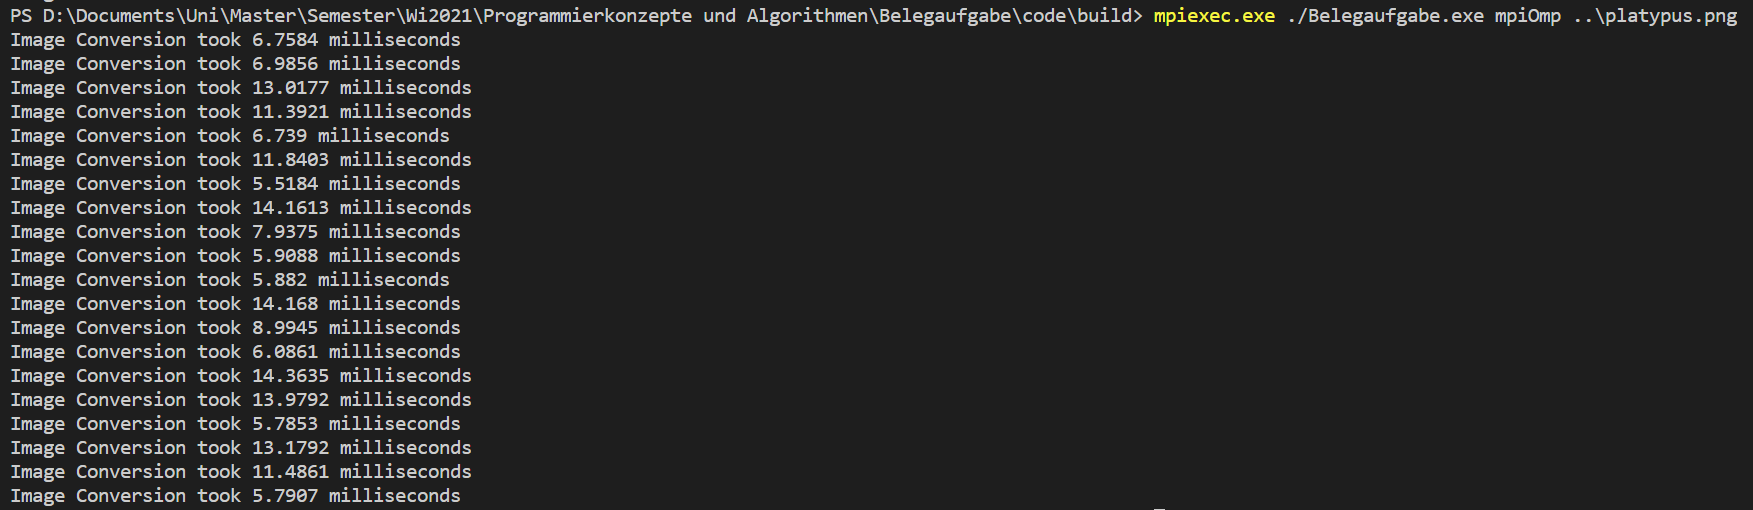 PS D:\Documents\Uni\Master\Semester\Wi2021\Programmierkonzepte und Algorithmen\Belegaufgabe\code\build> mpiexec.exe ./Belegaufgabe.exe mpiOmp ..\platypus.png
Image Conversion took 6.7584 milliseconds
Image Conversion took 6.9856 milliseconds
Image Conversion took 13.0177 milliseconds
Image Conversion took 11.3921 milliseconds
Image Conversion took 6.739 milliseconds
Image Conversion took 11.8403 milliseconds
Image Conversion took 5.5184 milliseconds
Image Conversion took 14.1613 milliseconds
Image Conversion took 7.9375 milliseconds
Image Conversion took 5.9088 milliseconds
Image Conversion took 5.882 milliseconds
Image Conversion took 14.168 milliseconds
Image Conversion took 8.9945 milliseconds
Image Conversion took 6.0861 milliseconds
Image Conversion took 14.3635 milliseconds
Image Conversion took 13.9792 milliseconds
Image Conversion took 5.7853 milliseconds
Image Conversion took 13.1792 milliseconds
Image Conversion took 11.4861 milliseconds
Image Conversion took 5.7907 milliseconds